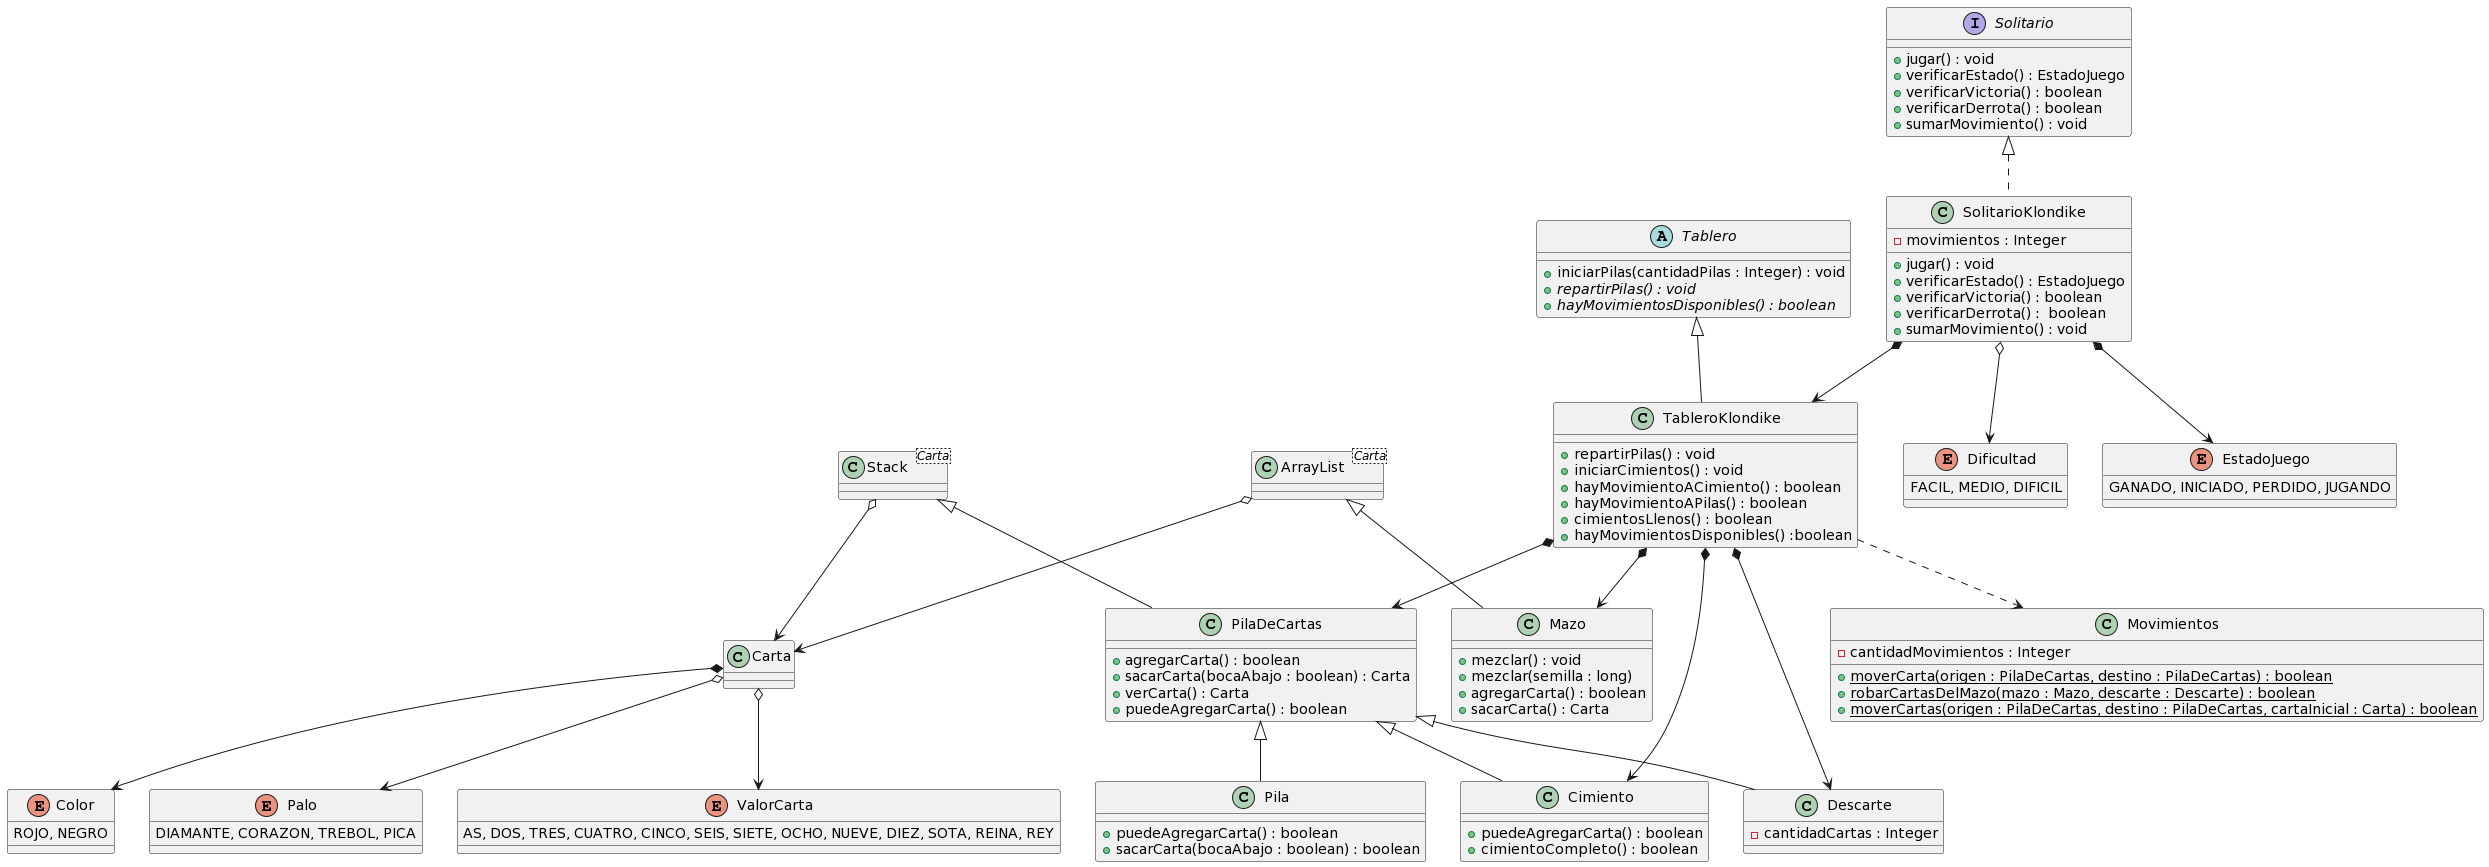 I Solitario
jugar() : void
verificarEstado() : EstadoJuego
verificarVictoria() : boolean
verificarDerrota() : boolean
sumarMovimiento() : void
C SolitarioKlondike
movimientos : Integer
jugar() : void
verificarEstado() : EstadoJuego
verificarVictoria() : boolean
verificarDerrota() :  boolean
sumarMovimiento() : void
A Tablero
iniciarPilas(cantidadPilas : Integer) : void
repartirPilas() : void
hayMovimientosDisponibles() : boolean
C TableroKlondike
repartirPilas() : void
iniciarCimientos() : void
hayMovimientoACimiento() : boolean
hayMovimientoAPilas() : boolean
cimientosLlenos() : boolean
hayMovimientosDisponibles() :boolean
E Dificultad
FACIL, MEDIO, DIFICIL
E EstadoJuego
GANADO, INICIADO, PERDIDO, JUGANDO
C Stack Carta
C ArrayList Carta
C Carta
C PilaDeCartas
agregarCarta() : boolean
sacarCarta(bocaAbajo : boolean) : Carta
verCarta() : Carta
puedeAgregarCarta() : boolean
C Mazo
mezclar() : void
mezclar(semilla : long)
agregarCarta() : boolean
sacarCarta() : Carta
C Movimientos
cantidadMovimientos : Integer
moverCarta(origen : PilaDeCartas, destino : PilaDeCartas) : boolean
robarCartasDelMazo(mazo : Mazo, descarte : Descarte) : boolean
moverCartas(origen : PilaDeCartas, destino : PilaDeCartas, cartaInicial : Carta) : boolean
E Color
ROJO, NEGRO
E Palo
DIAMANTE, CORAZON, TREBOL, PICA
E ValorCarta
AS, DOS, TRES, CUATRO, CINCO, SEIS, SIETE, OCHO, NUEVE, DIEZ, SOTA, REINA, REY
C Pila
puedeAgregarCarta() : boolean
sacarCarta(bocaAbajo : boolean) : boolean
C Cimiento
puedeAgregarCarta() : boolean
cimientoCompleto() : boolean
C Descarte
cantidadCartas : Integer